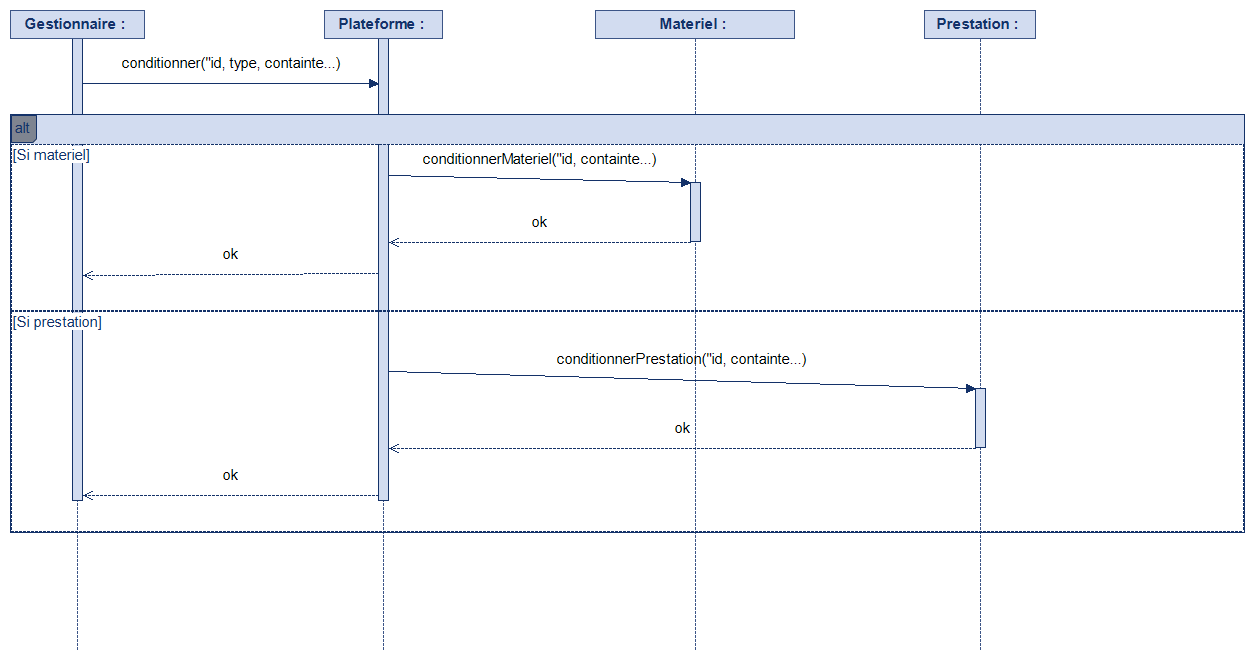 Gestionnaire :
Plateforme :
Materiel :
Prestation :
conditionner("id, type, containte...)
alt
[Si materiel]
conditionnerMateriel("id, containte...)
ok
ok
[Si prestation]
conditionnerPrestation("id, containte...)
ok
ok